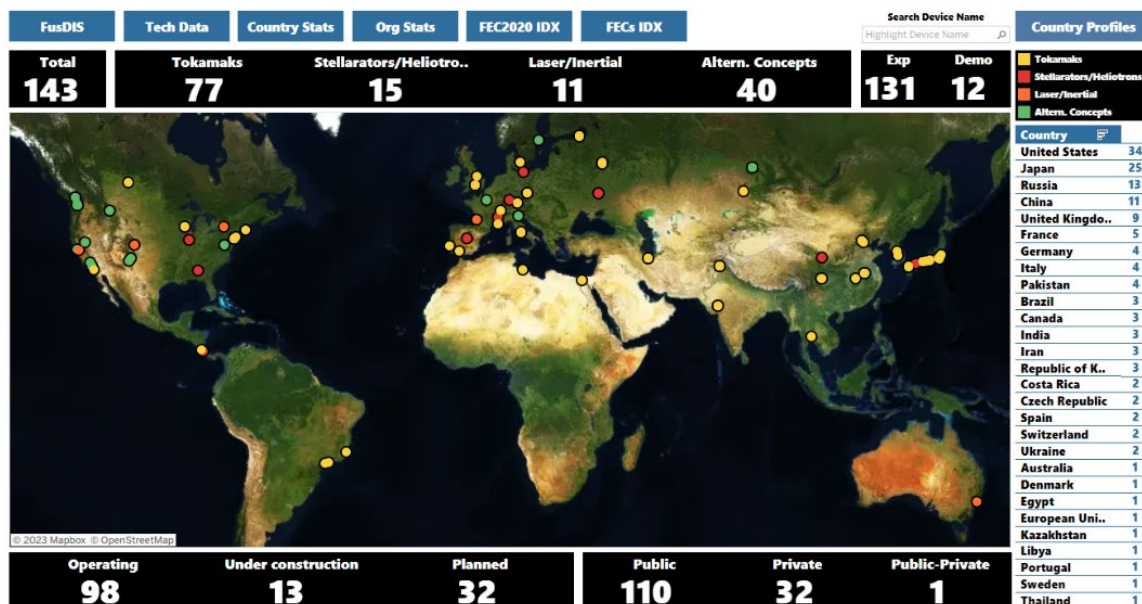 FusDIS Tech Data Country Stats Org Stats FEC2020 IDX FECs IDX
Search Device Name
Highlight Device Name
Country Profiles
Total Tokamaks Stellarators/Heliotro.. Laser/Inertial Altern. Concepts Exp Demo
143 77 15 11 40 131 12
Tokamaks
Stellarators/Heliotrons
Laser/Inertial
Altern. Concepts
Country
United States 34
Japan 25
Russia 13
China 11
United Kingdo.. 9
France 5
Germany 4
Italy 4
Pakistan 4
Brazil 3
Canada 3
India 3
Iran 3
Republic of K.. 3
Costa Rica 2
Czech Republic 2
Spain 2
Switzerland 2
Ukraine 2
Australia 1
Denmark 1
Egypt 1
European Uni.. 1
Kazakhstan 1
Libya 1
Portugal 1
Sweden 1
Thailand 1
© 2023 Mapbox © OpenStreetMap
Operating Under construction Planned Public Private Public-Private
98 13 32 110 32 1